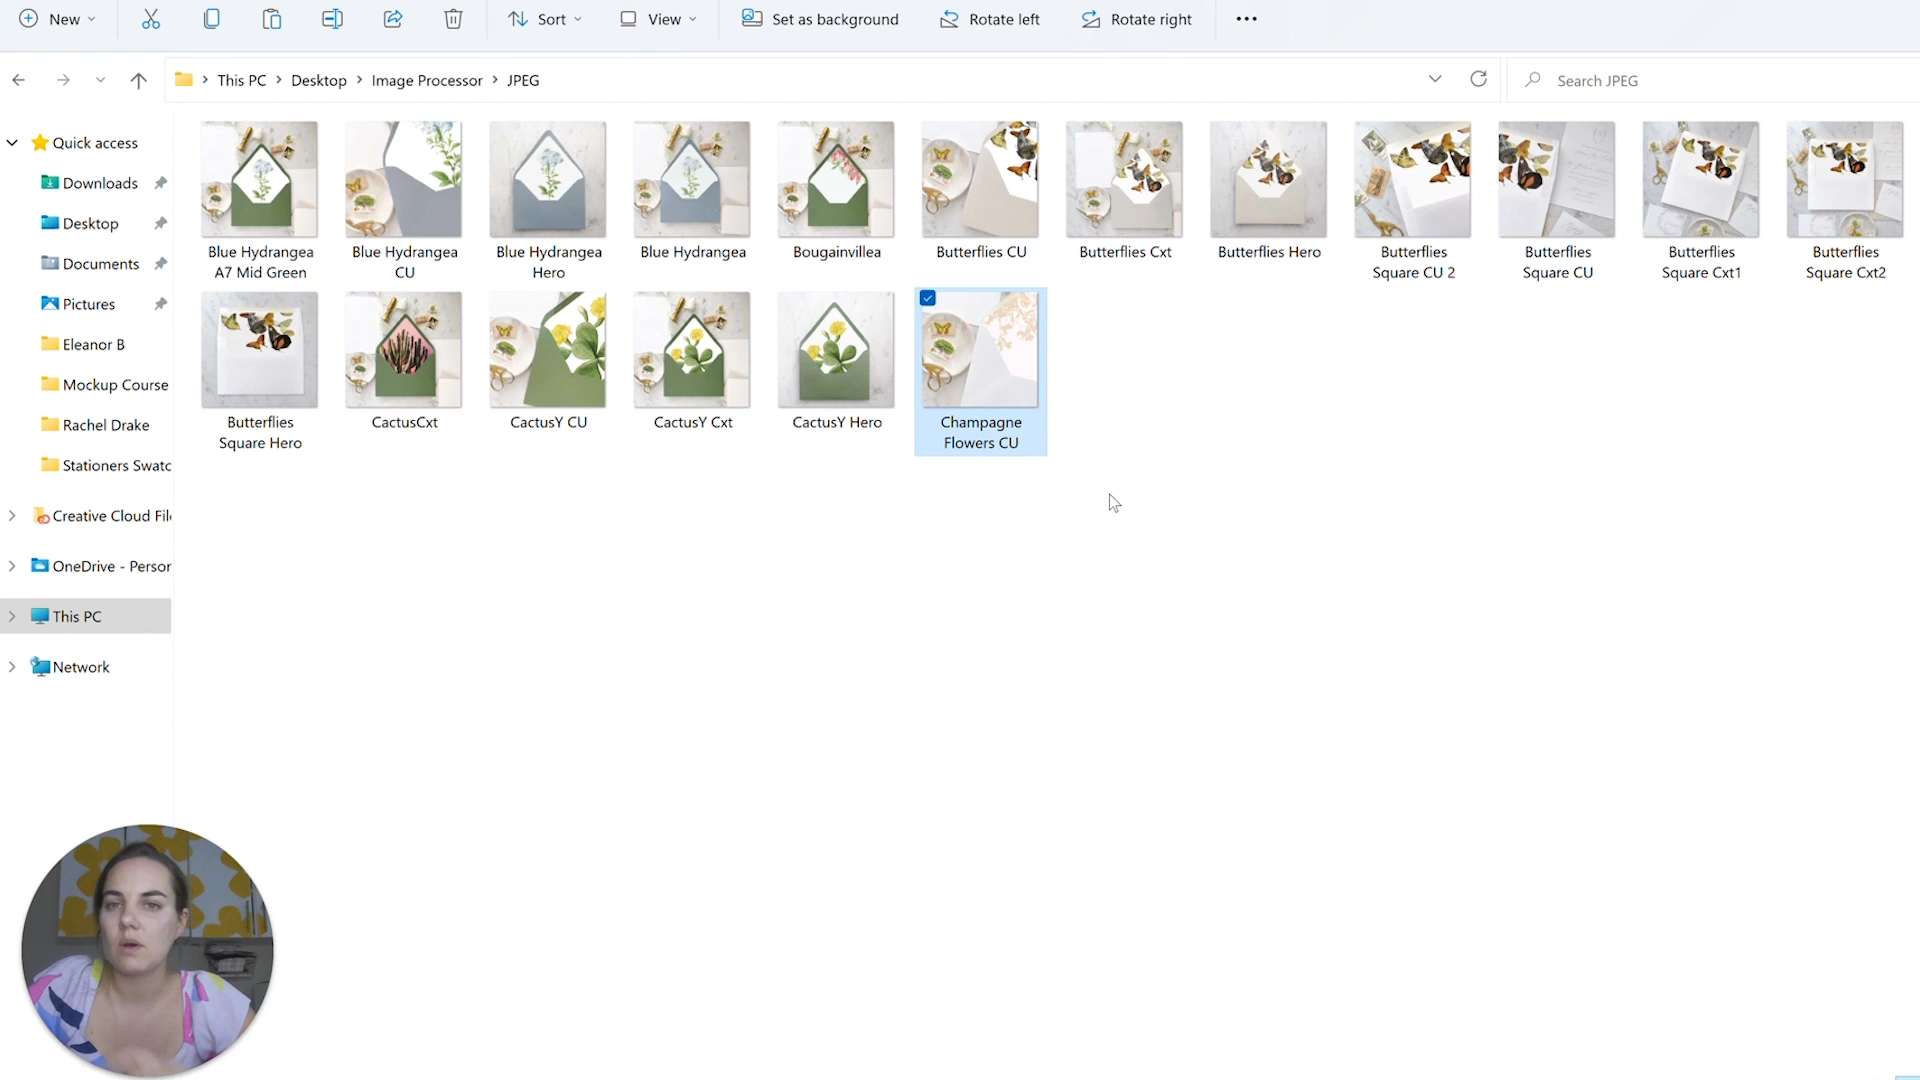 New
Sort
View
Set as background
Rotate left
Rotate right
This PC
Desktop
Image Processor
JPEG
Search JPEG
Quick access
Downloads
Desktop
Documents
Pictures
Eleanor B
Mockup Course
Rachel Drake
Stationers Swatc
Creative Cloud File
OneDrive - Person
This PC
Network
Blue Hydrangea
A7 Mid Green
Blue Hydrangea
CU
Blue Hydrangea
Hero
Blue Hydrangea
Bougainvillea
Butterflies CU
Butterflies Cxt
Butterflies Hero
Butterflies
Square CU 2
Butterflies
Square CU
Butterflies
Square Cxt1
Butterflies
Square Cxt2
Butterflies
Square Hero
CactusCxt
CactusY CU
CactusY Cxt
CactusY Hero
Champagne
Flowers CU